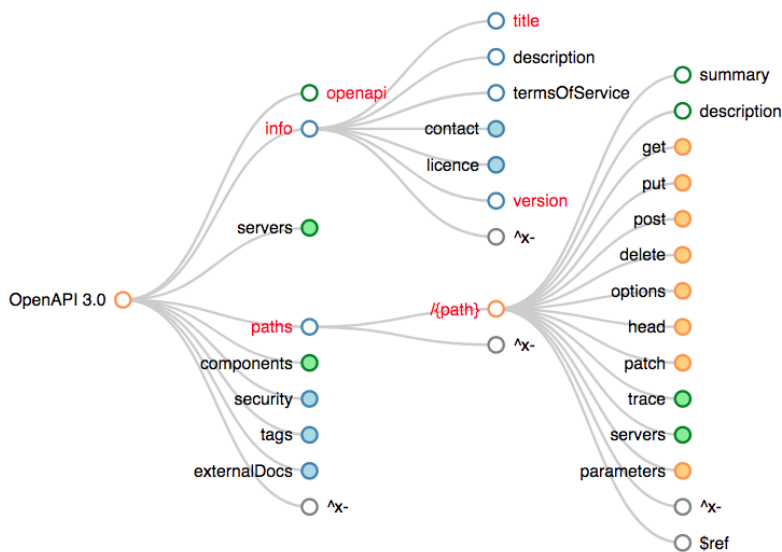 OpenAPI 3.0
openapi
info
servers
paths
components
security
tags
externalDocs
^x-
title
description
termsOfService
contact
licence
version
^x-
/{path}
^x-
summary
description
get
put
post
delete
options
head
patch
trace
servers
parameters
^x-
$ref